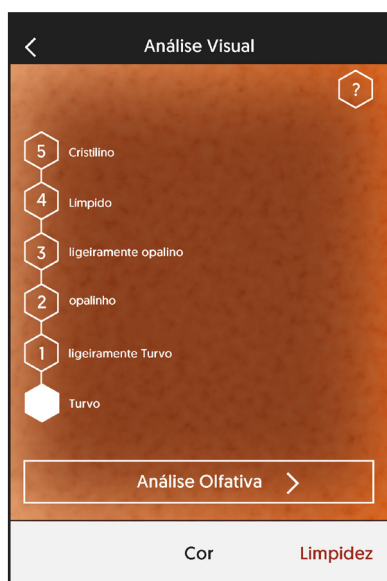 Análise Visual
?
5 Cristilino
4 Límpido
3 ligeiramente opalino
2 opalinho
1 ligeiramente Turvo
Turvo
Análise Olfativa
Cor Limpidez